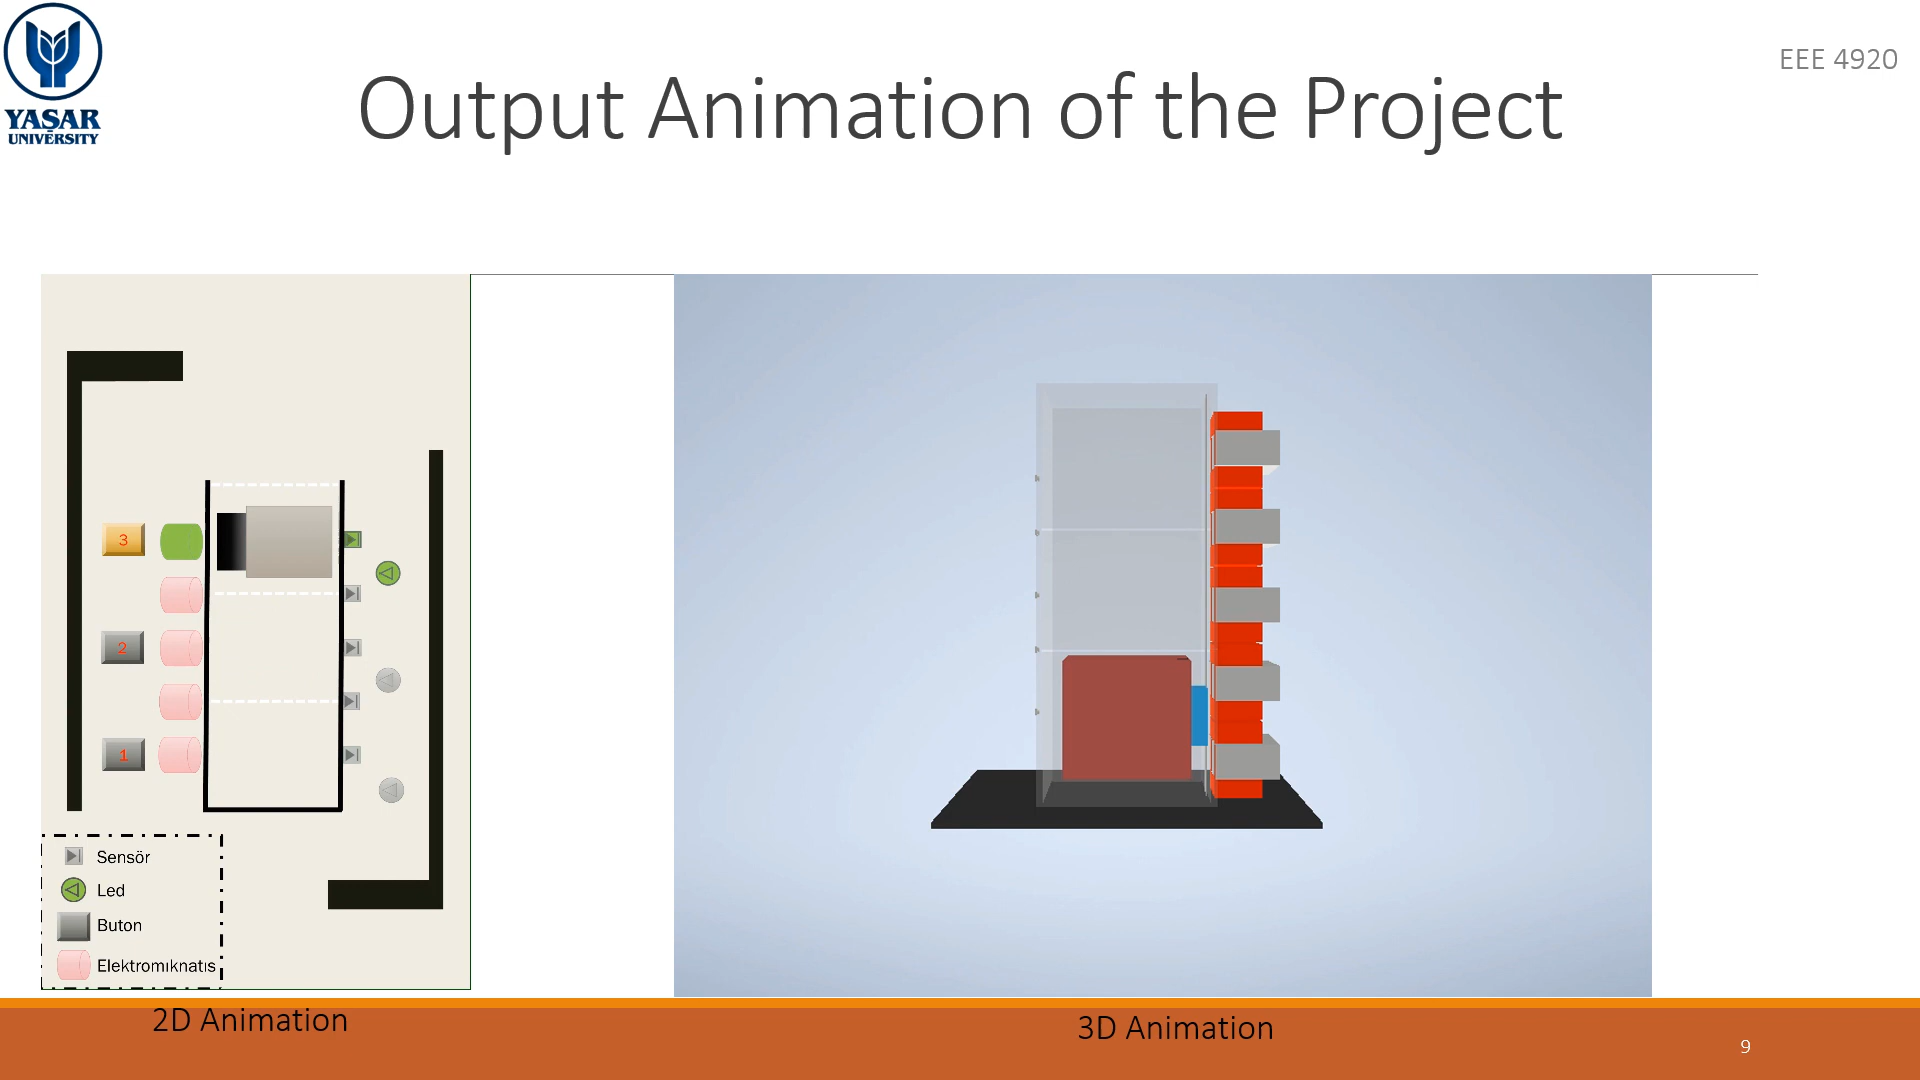 YAŞAR
UNIVERSITY
EEE 4920
Output Animation of the Project
3
2
1
Sensör
Led
Buton
Elektromıknatıs
2D Animation
3D Animation
9